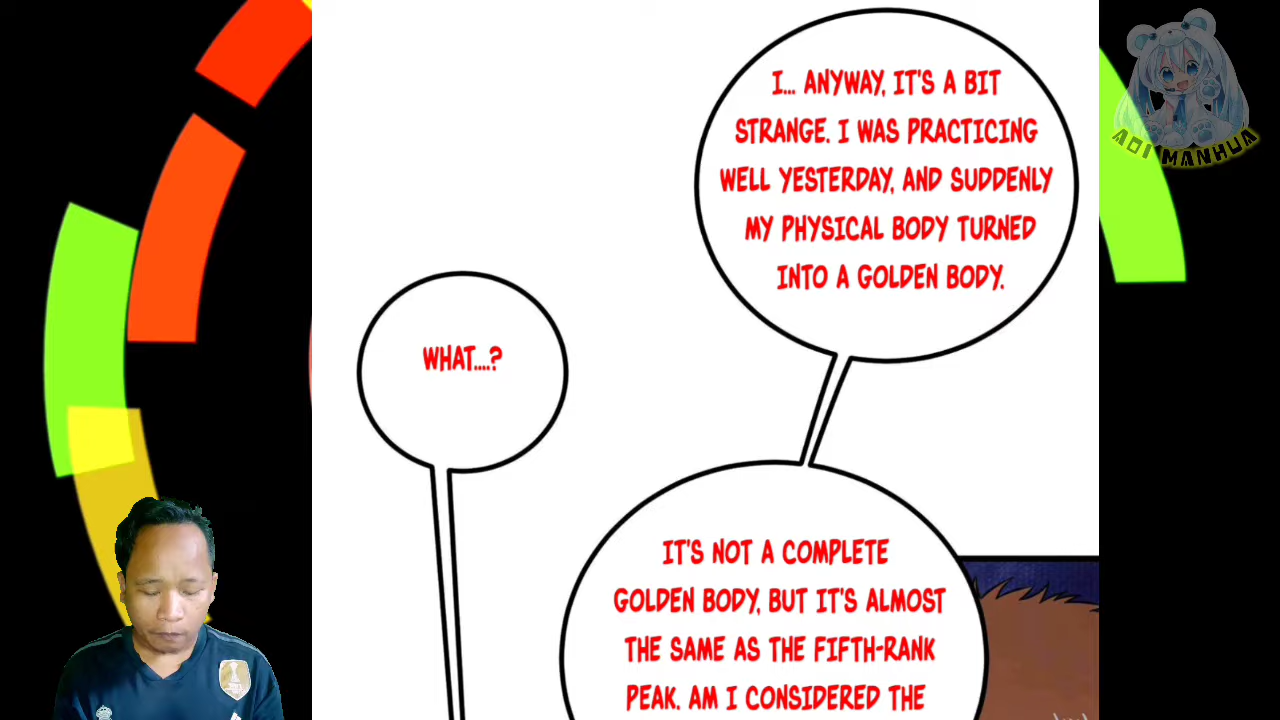 I... ANYWAY, IT'S A BIT
STRANGE. I WAS PRACTICING
WELL YESTERDAY, AND SUDDENLY
MY PHYSICAL BODY TURNED
INTO A GOLDEN BODY.
WHAT....?
IT'S NOT A COMPLETE
GOLDEN BODY, BUT IT'S ALMOST
THE SAME AS THE FIFTH-RANK
PEAK. AM I CONSIDERED THE
AOI MANHUA